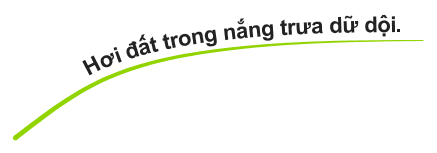 Hơi đất trong nắng trưa dữ dội.